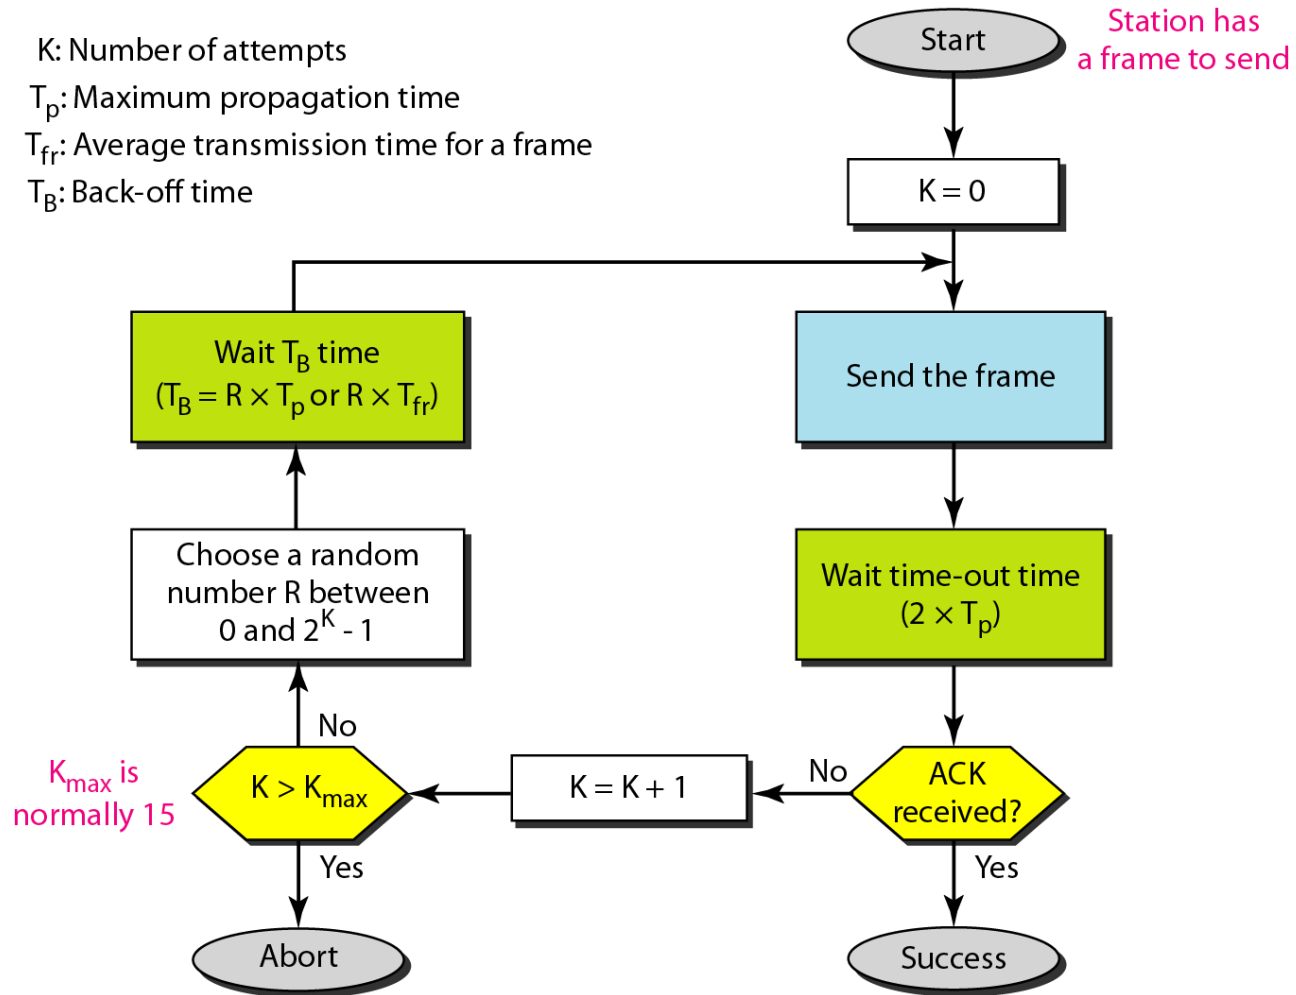 K: Number of attempts
Tp: Maximum propagation time
Tfr: Average transmission time for a frame
TB: Back-off time
Start
Station has
a frame to send
K = 0
Wait TB time
(TB = R × Tp or R × Tfr)
Send the frame
Choose a random
number R between
0 and 2^K - 1
Wait time-out time
(2 × Tp)
No
Kmax is
normally 15
K > Kmax
K = K + 1
No
ACK
received?
Yes
Yes
Abort
Success